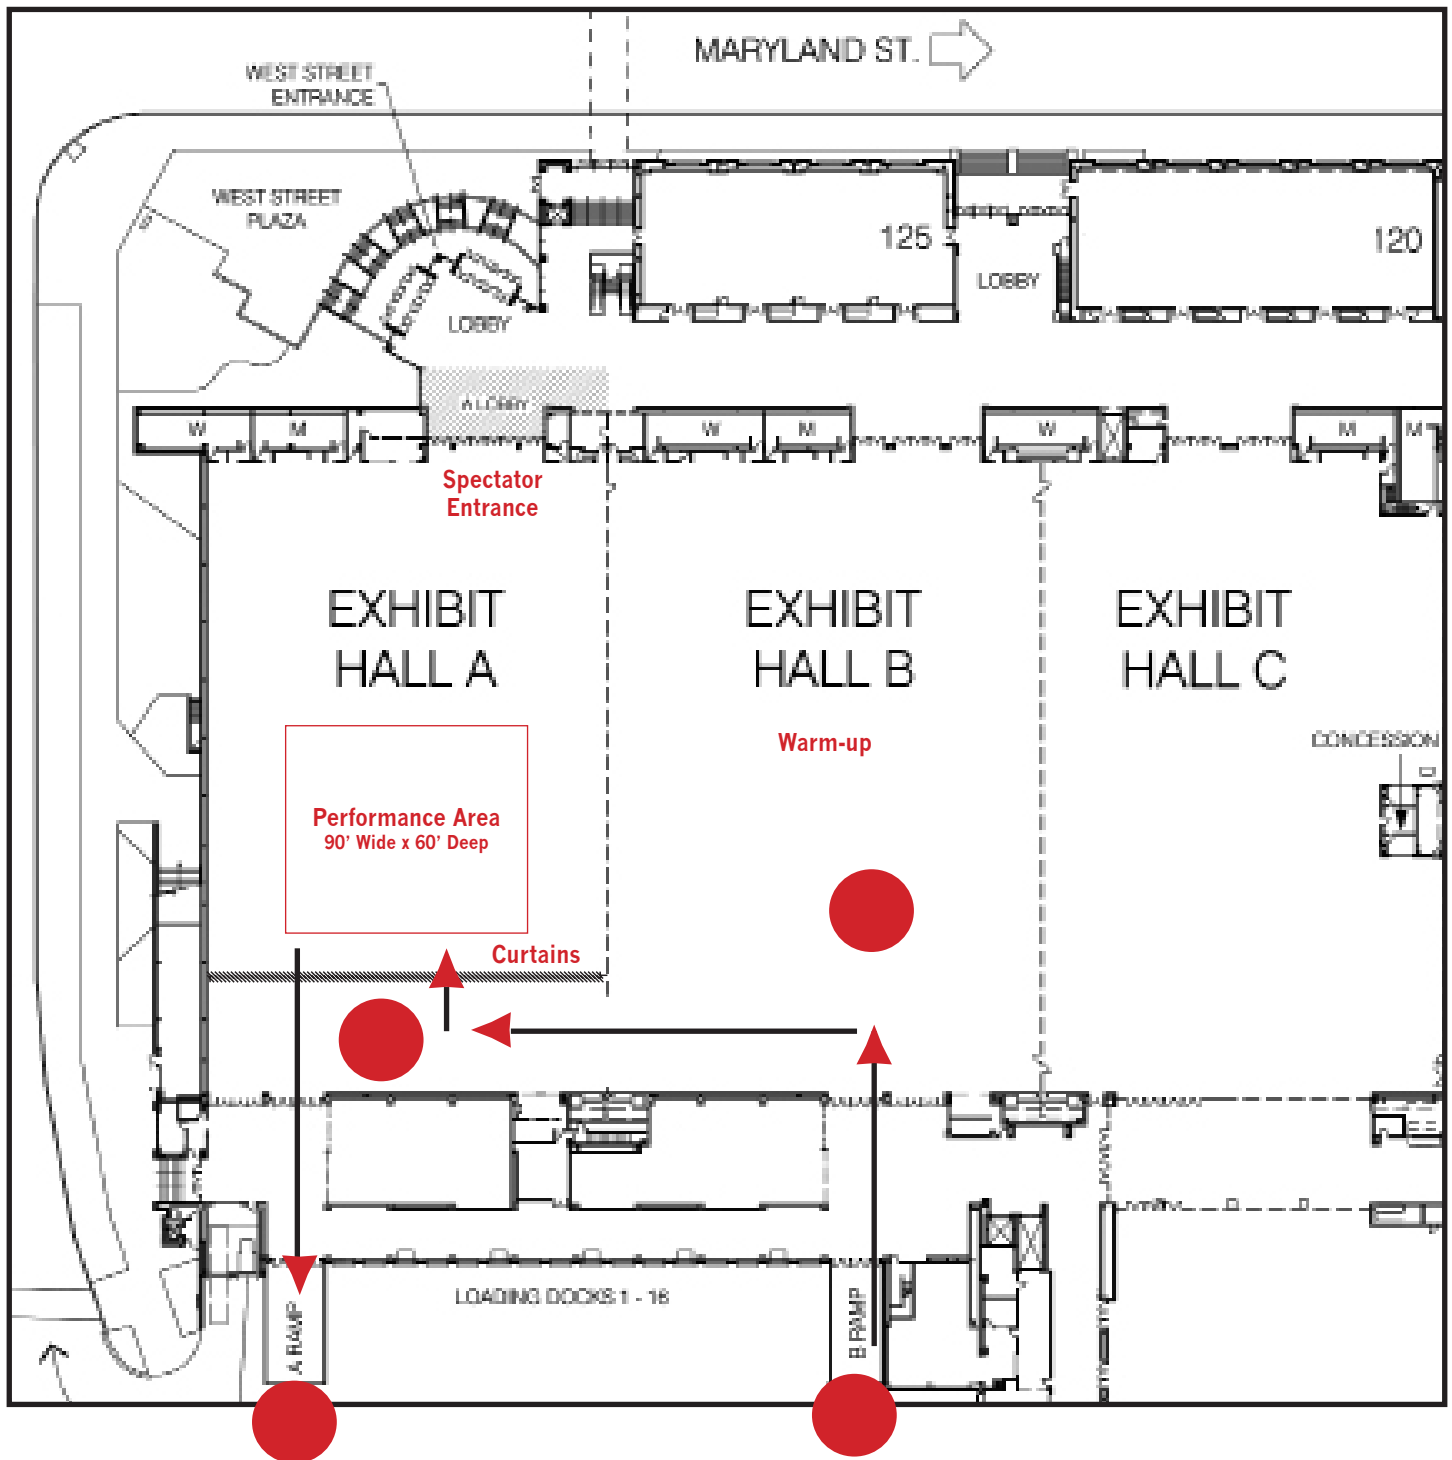 MARYLAND ST.
WEST STREET
ENTRANCE
WEST STREET
PLAZA
125
120
LOBBY
LOBBY
A LOBBY
W
M
W
M
W
M
M
Spectator
Entrance
EXHIBIT
HALL A
EXHIBIT
HALL B
EXHIBIT
HALL C
Warm-up
CONCESSION
Performance Area
90’ Wide x 60’ Deep
Curtains
LOADING DOCKS 1 - 16
A RAMP
B RAMP